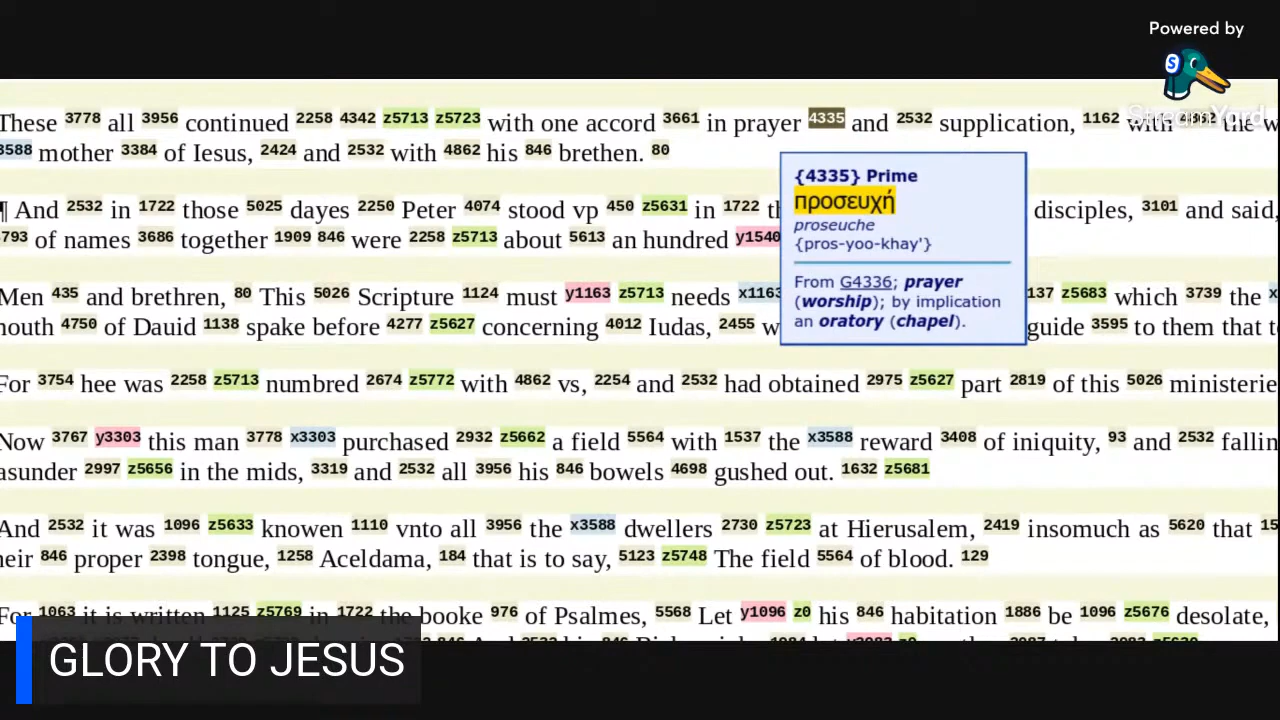 Powered by
S
StreamYard
These 3778 all 3956 continued 2258 4342 z5713 z5723 with one accord 3661 in prayer 4335 and 2532 supplication, 1162 with 4862 the w
3588 mother 3384 of Iesus, 2424 and 2532 with 4862 his 846 brethen. 80
¶ And 2532 in 1722 those 5025 dayes 2250 Peter 4074 stood vp 450 z5631 in 1722 th disciples, 3101 and said,
3793 of names 3686 together 1909 846 were 2258 z5713 about 5613 an hundred y1540
Men 435 and brethren, 80 This 5026 Scripture 1124 must y1163 z5713 needs x1163 137 z5683 which 3739 the x
mouth 4750 of Dauid 1138 spake before 4277 z5627 concerning 4012 Iudas, 2455 w guide 3595 to them that t
{4335} Prime
προσευχή
proseuche
{pros-yoo-khay'}
From G4336; prayer
(worship); by implication
an oratory (chapel).
For 3754 hee was 2258 z5713 numbred 2674 z5772 with 4862 vs, 2254 and 2532 had obtained 2975 z5627 part 2819 of this 5026 ministerie
Now 3767 y3303 this man 3778 x3303 purchased 2932 z5662 a field 5564 with 1537 the x3588 reward 3408 of iniquity, 93 and 2532 fallin
asunder 2997 z5656 in the mids, 3319 and 2532 all 3956 his 846 bowels 4698 gushed out. 1632 z5681
And 2532 it was 1096 z5633 knowen 1110 vnto all 3956 the x3588 dwellers 2730 z5723 at Hierusalem, 2419 insomuch as 5620 that 15
heir 846 proper 2398 tongue, 1258 Aceldama, 184 that is to say, 5123 z5748 The field 5564 of blood. 129
For 1063 it is written 1125 z5769 in 1722 the booke 976 of Psalmes, 5568 Let y1096 z0 his 846 habitation 1886 be 1096 z5676 desolate,
GLORY TO JESUS